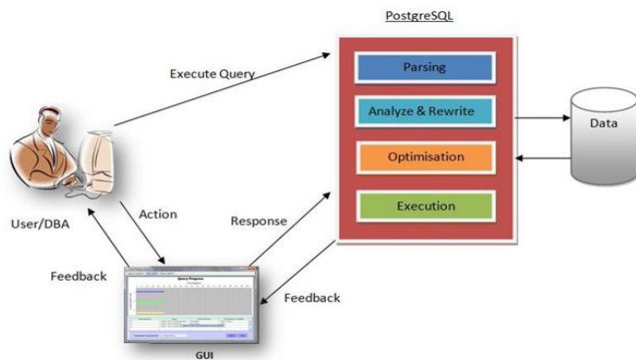 PostgreSQL
Parsing
Execute Query
Analyze & Rewrite
Data
Optimisation
Execution
User/DBA
Action
Response
Feedback
Feedback
GUI